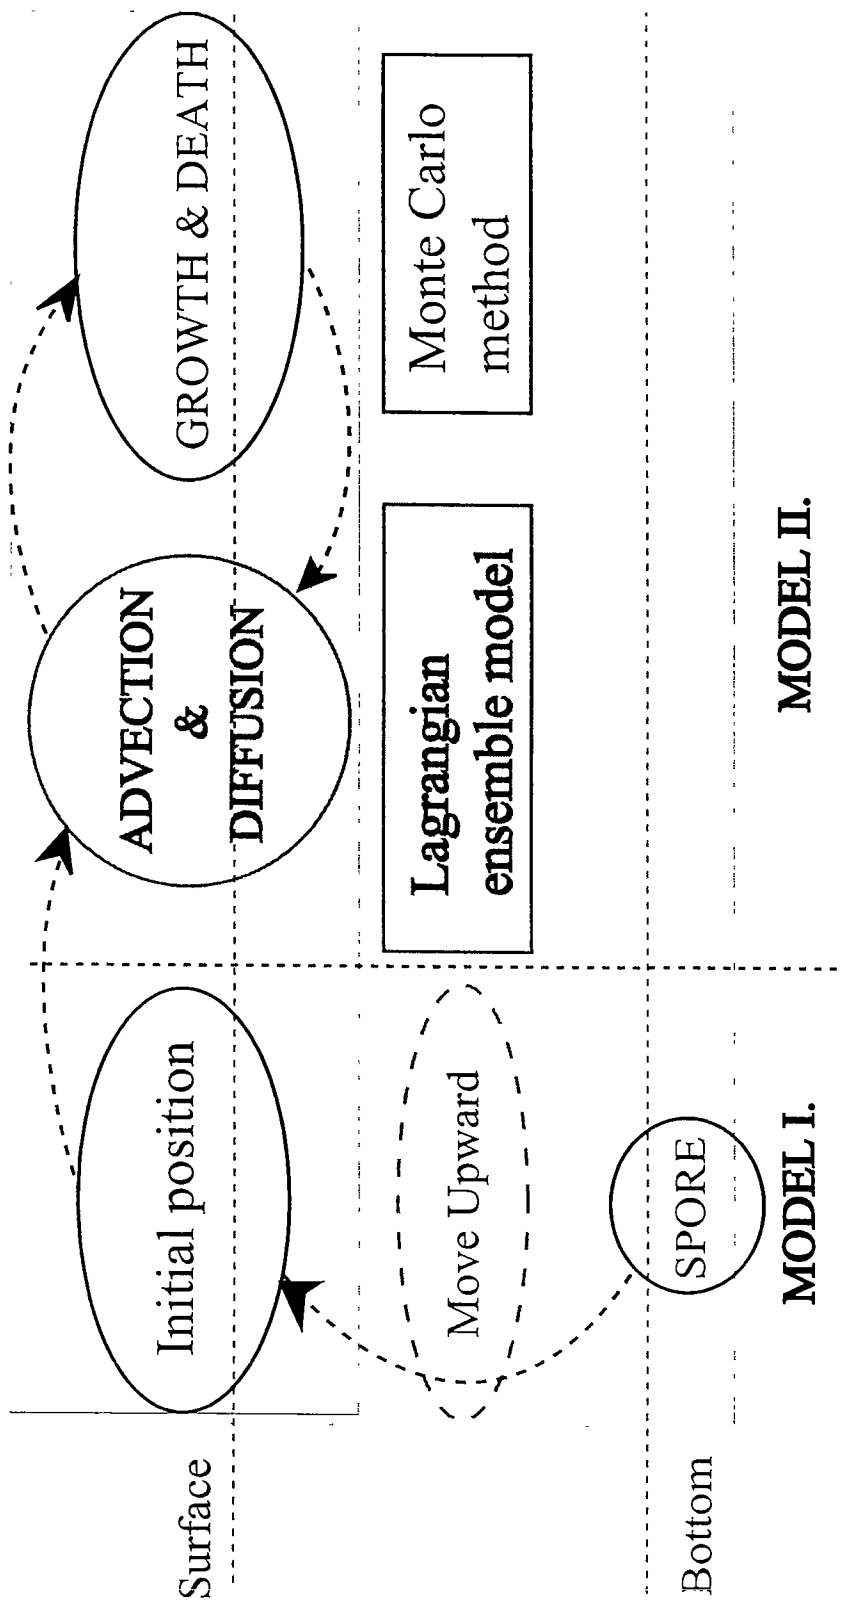 Surface
Initial position
ADVECTION
&
DIFFUSION
GROWTH & DEATH
Move Upward
Lagrangian
ensemble model
Monte Carlo
method
Bottom
SPORE
MODEL I.
MODEL II.